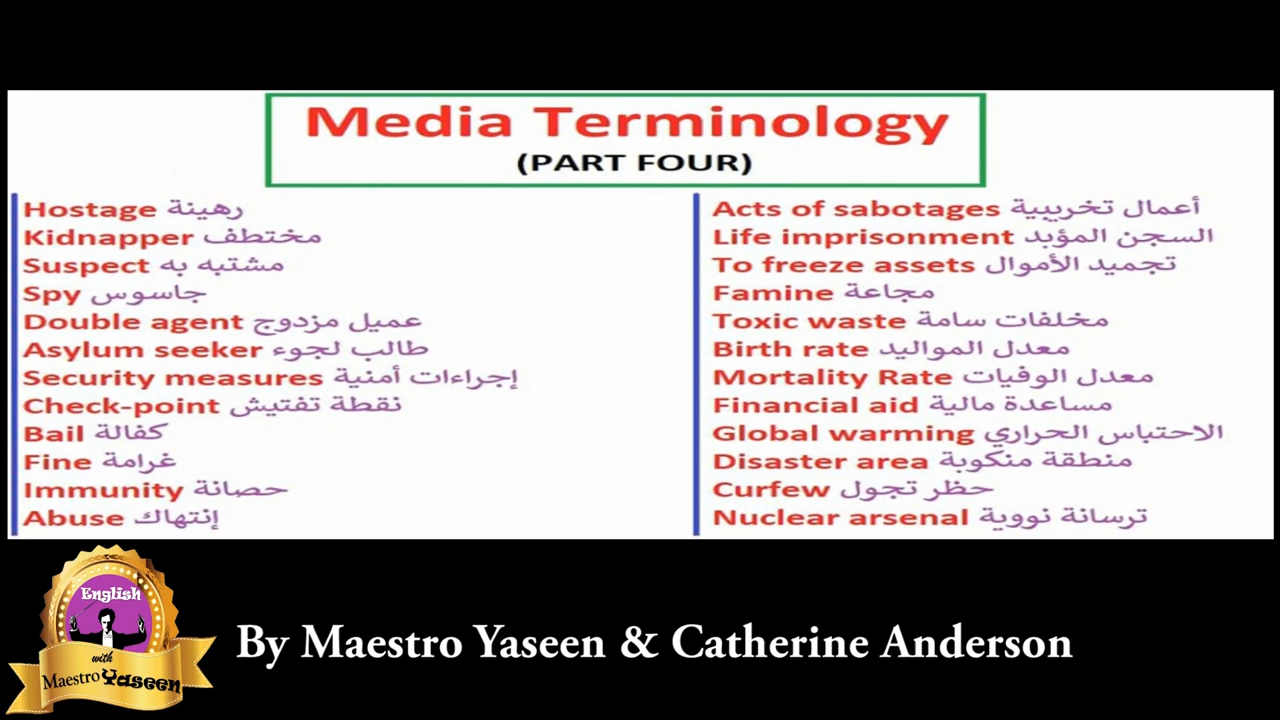 Media Terminology
(PART FOUR)
Hostage رهينة
Kidnapper مختطف
Suspect مشتبه به
Spy جاسوس
Double agent عميل مزدوج
Asylum seeker طالب لجوء
Security measures إجراءات أمنية
Check-point نقطة تفتيش
Bail كفالة
Fine غرامة
Immunity حصانة
Abuse إنتهاك
Acts of sabotages أعمال تخريبية
Life imprisonment السجن المؤبد
To freeze assets تجميد الأموال
Famine مجاعة
Toxic waste مخلفات سامة
Birth rate معدل المواليد
Mortality Rate معدل الوفيات
Financial aid مساعدة مالية
Global warming الاحتباس الحراري
Disaster area منطقة منكوبة
Curfew حظر تجول
Nuclear arsenal ترسانة نووية
English
with
Maestro Yaseen
By Maestro Yaseen & Catherine Anderson